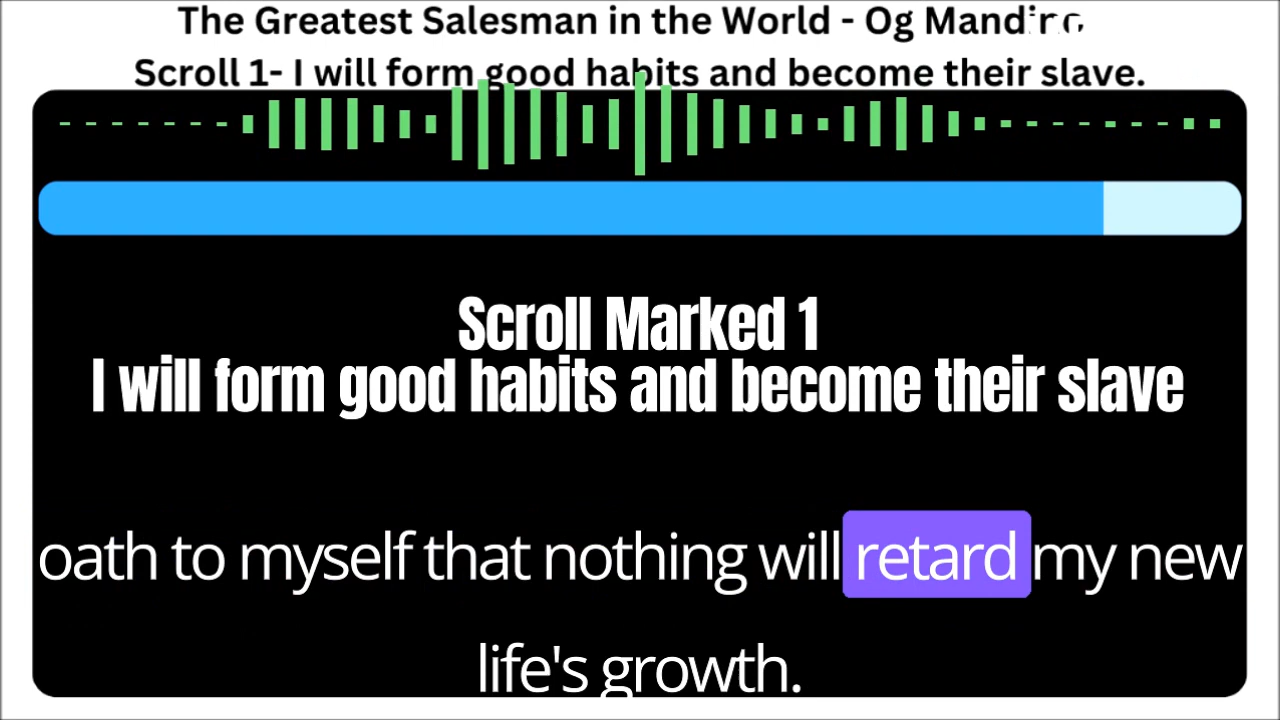 The Greatest Salesman in the World - Og
Scroll 1- I will form good habits and become their slave.
Scroll Marked 1
I will form good habits and become their slave
oath to myself that nothing will retard my new
life's growth.